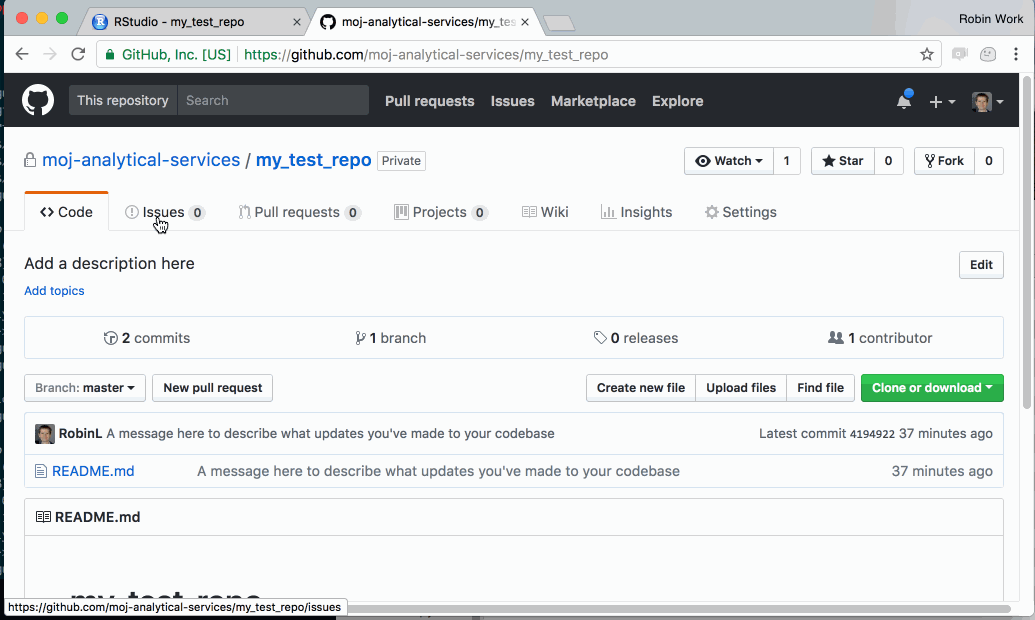 RStudio - my_test_repo
moj-analytical-services/my_tes
Robin Work
GitHub, Inc. [US] https://github.com/moj-analytical-services/my_test_repo
This repository Search Pull requests Issues Marketplace Explore
moj-analytical-services / my_test_repo Private Watch 1 Star 0 Fork 0
<> Code Issues 0 Pull requests 0 Projects 0 Wiki Insights Settings
Add a description here Edit
Add topics
2 commits 1 branch 0 releases 1 contributor
Branch: master New pull request Create new file Upload files Find file Clone or download
RobinL A message here to describe what updates you've made to your codebase Latest commit 4194922 37 minutes ago
README.md A message here to describe what updates you've made to your codebase 37 minutes ago
README.md
my_test_repo
https://github.com/moj-analytical-services/my_test_repo/issues